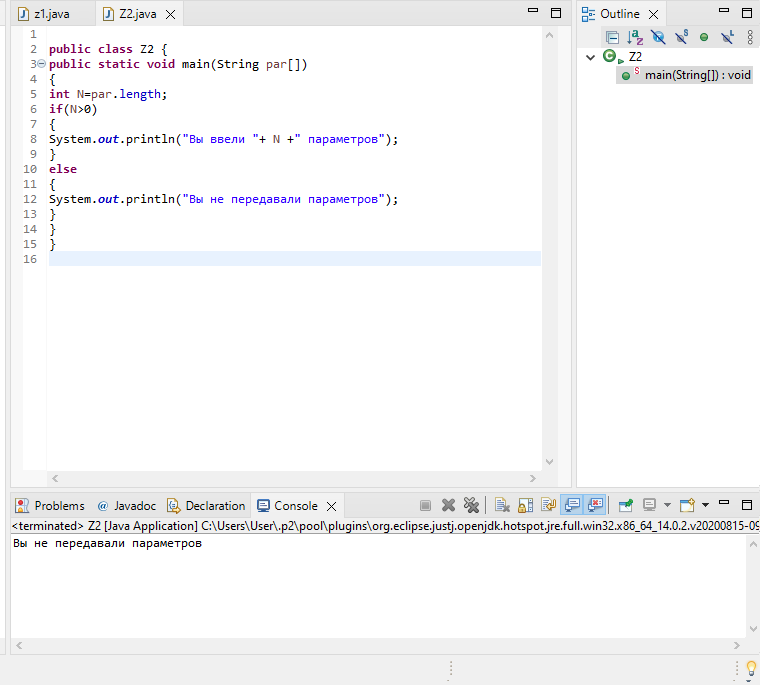 z1.java
Z2.java
Outline
1
2 public class Z2 {
3 public static void main(String par[])
4 {
5 int N=par.length;
6 if(N>0)
7 {
8 System.out.println("Вы ввели "+ N +" параметров");
9 }
10 else
11 {
12 System.out.println("Вы не передавали параметров");
13 }
14 }
15 }
16
Z2
main(String[]) : void
Problems
Javadoc
Declaration
Console
<terminated> Z2 [Java Application] C:\Users\User\.p2\pool\plugins\org.eclipse.justj.openjdk.hotspot.jre.full.win32.x86_64_14.0.2.v20200815-09
Вы не передавали параметров